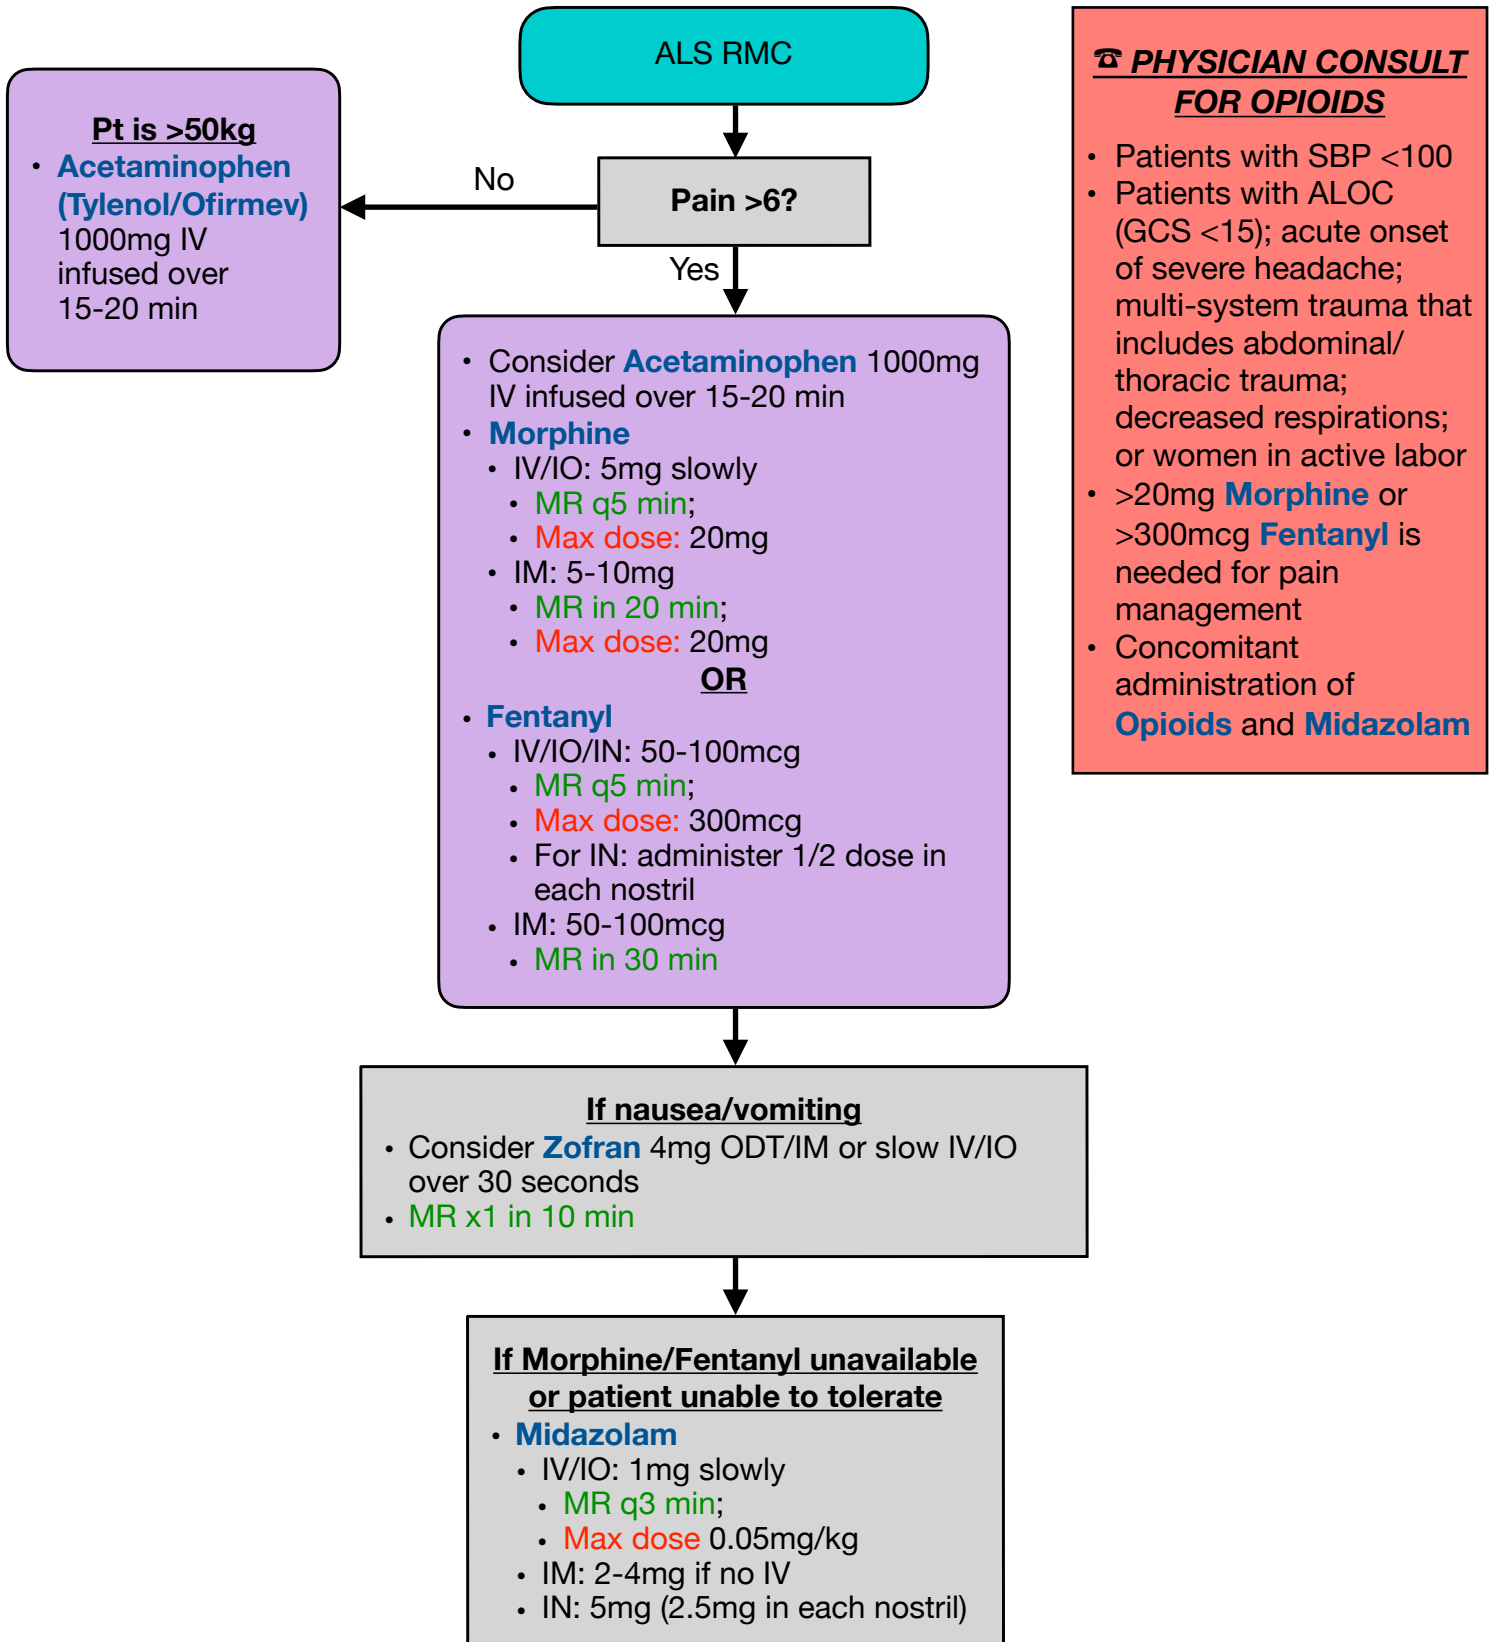 ALS RMC
Pt is >50kg
• Acetaminophen
(Tylenol/Ofirmev)
1000mg IV
infused over
15-20 min
No
Pain >6?
Yes
• Consider Acetaminophen 1000mg
IV infused over 15-20 min
• Morphine
• IV/IO: 5mg slowly
• MR q5 min;
• Max dose: 20mg
• IM: 5-10mg
• MR in 20 min;
• Max dose: 20mg
OR
• Fentanyl
• IV/IO/IN: 50-100mcg
• MR q5 min;
• Max dose: 300mcg
• For IN: administer 1/2 dose in
each nostril
• IM: 50-100mcg
• MR in 30 min
If nausea/vomiting
• Consider Zofran 4mg ODT/IM or slow IV/IO
over 30 seconds
• MR x1 in 10 min
If Morphine/Fentanyl unavailable
or patient unable to tolerate
• Midazolam
• IV/IO: 1mg slowly
• MR q3 min;
• Max dose 0.05mg/kg
• IM: 2-4mg if no IV
• IN: 5mg (2.5mg in each nostril)
☎ PHYSICIAN CONSULT
FOR OPIOIDS
• Patients with SBP <100
• Patients with ALOC
(GCS <15); acute onset
of severe headache;
multi-system trauma that
includes abdominal/
thoracic trauma;
decreased respirations;
or women in active labor
• >20mg Morphine or
>300mcg Fentanyl is
needed for pain
management
• Concomitant
administration of
Opioids and Midazolam